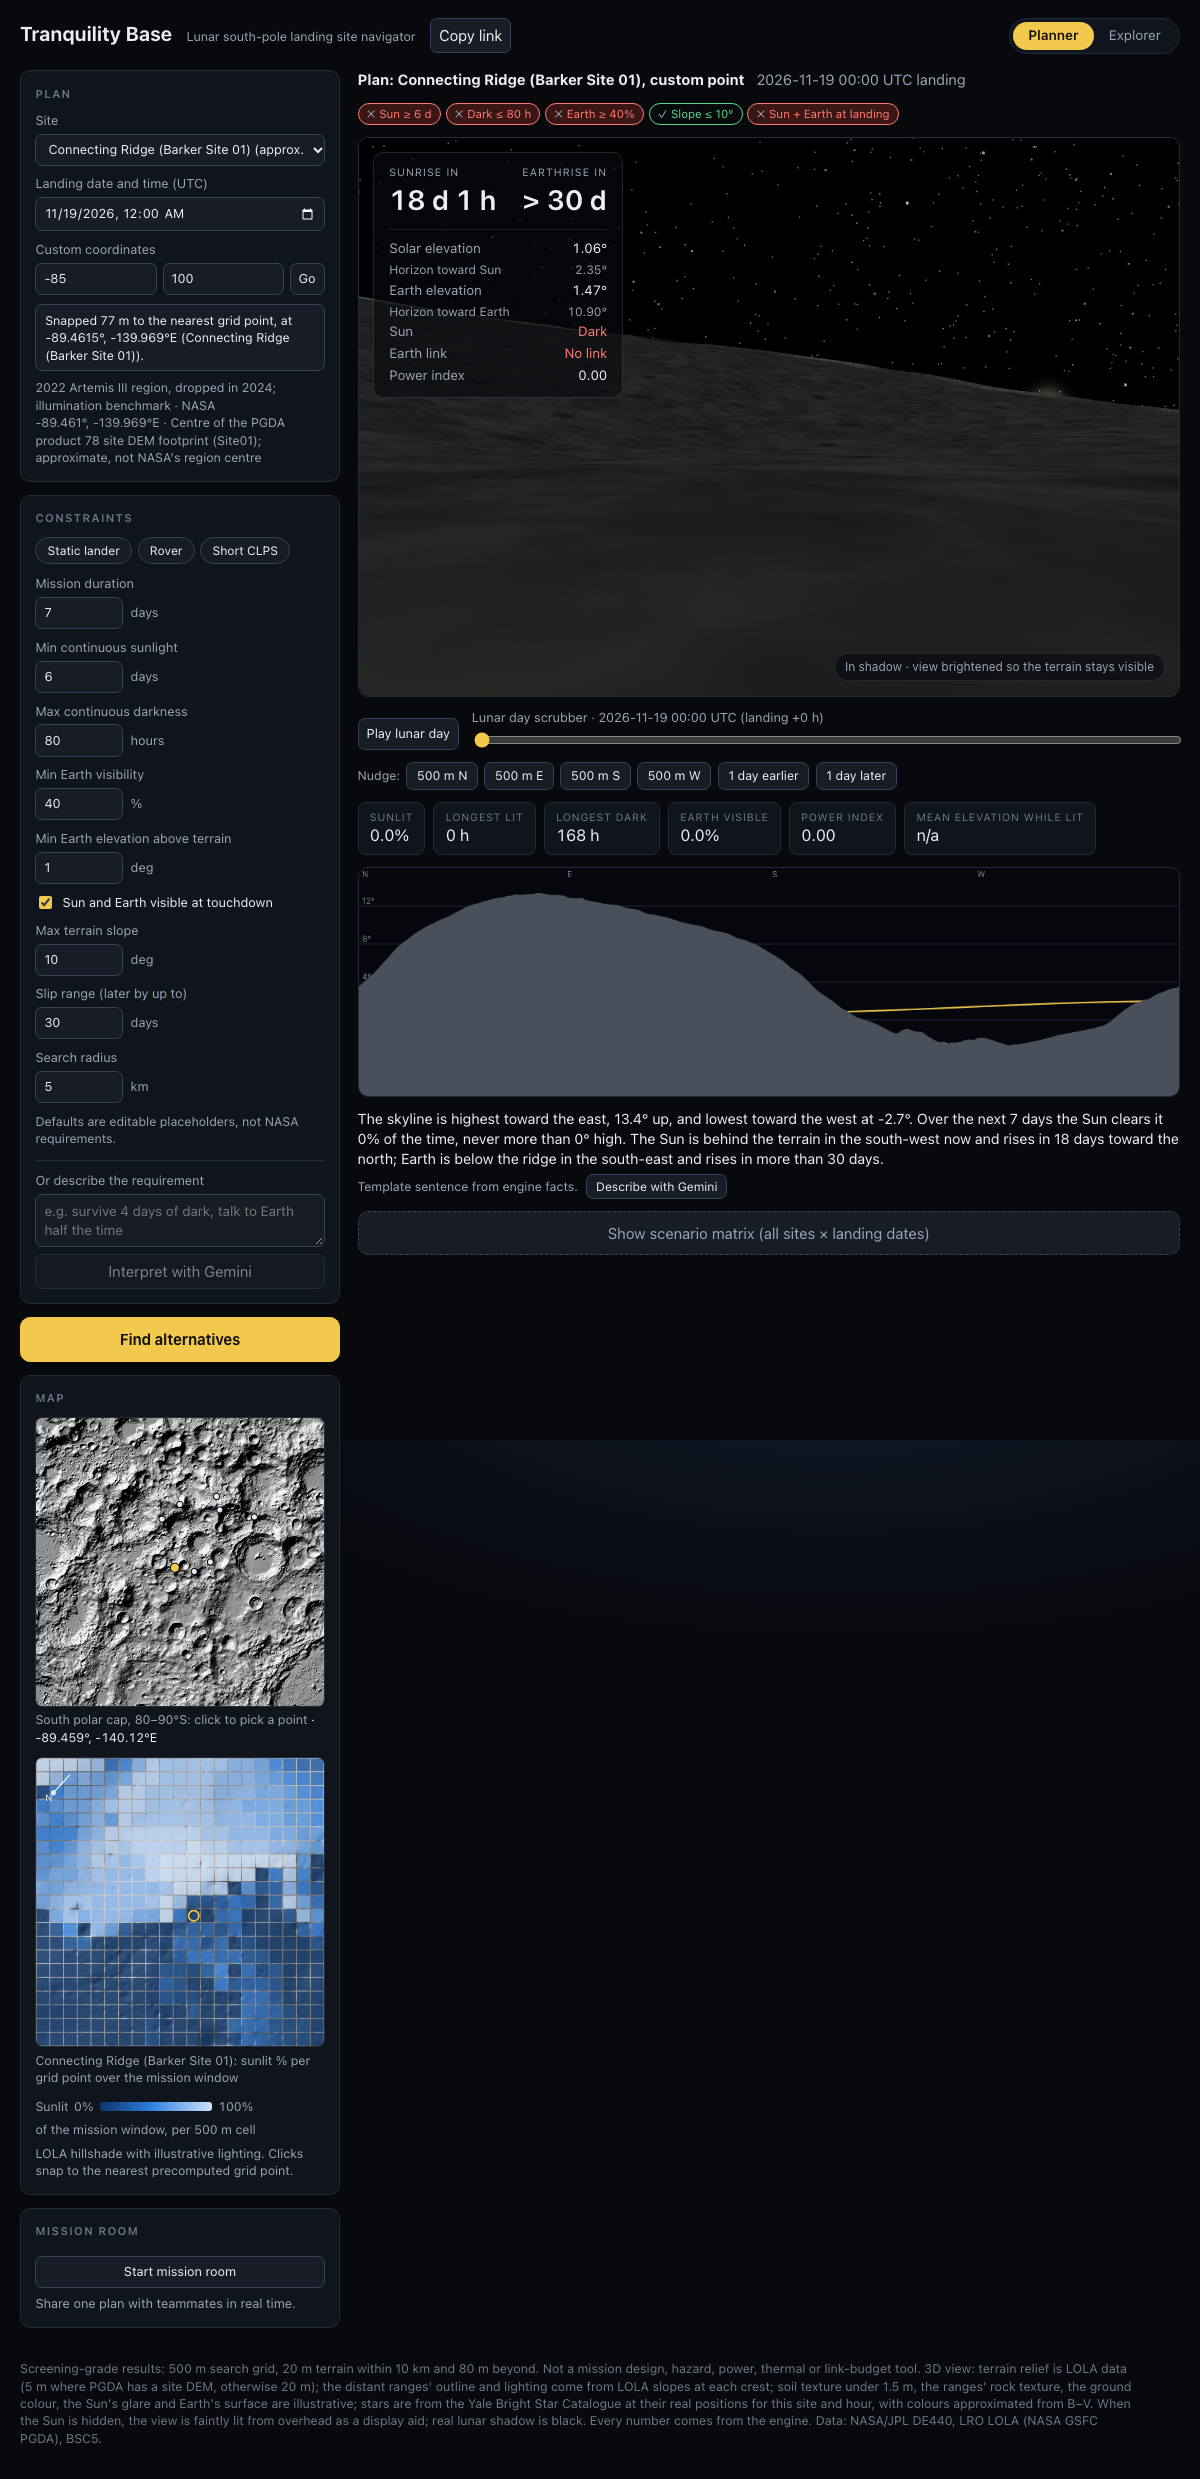 Tranquility Base
Lunar south-pole landing site navigator
Copy link
Planner
Explorer
PLAN
Site
Connecting Ridge (Barker Site 01) (approx.
Landing date and time (UTC)
11/19/2026, 12:00 AM
Custom coordinates
-85
100
Go
Snapped 77 m to the nearest grid point, at
-89.4615°, -139.969°E (Connecting Ridge
(Barker Site 01)).
2022 Artemis III region, dropped in 2024;
illumination benchmark · NASA
-89.461°, -139.969°E · Centre of the PGDA
product 78 site DEM footprint (Site01);
approximate, not NASA's region centre
CONSTRAINTS
Static lander
Rover
Short CLPS
Mission duration
7 days
Min continuous sunlight
6 days
Max continuous darkness
80 hours
Min Earth visibility
40 %
Min Earth elevation above terrain
1 deg
Sun and Earth visible at touchdown
Max terrain slope
10 deg
Slip range (later by up to)
30 days
Search radius
5 km
Defaults are editable placeholders, not NASA
requirements.
Or describe the requirement
e.g. survive 4 days of dark, talk to Earth
half the time
Interpret with Gemini
Find alternatives
MAP
South polar cap, 80–90°S: click to pick a point ·
-89.459°, -140.12°E
N
Connecting Ridge (Barker Site 01): sunlit % per
grid point over the mission window
Sunlit 0% 100%
of the mission window, per 500 m cell
LOLA hillshade with illustrative lighting. Clicks
snap to the nearest precomputed grid point.
MISSION ROOM
Start mission room
Share one plan with teammates in real time.
Plan: Connecting Ridge (Barker Site 01), custom point 2026-11-19 00:00 UTC landing
✕ Sun ≥ 6 d
✕ Dark ≤ 80 h
✕ Earth ≥ 40%
✓ Slope ≤ 10°
✕ Sun + Earth at landing
SUNRISE IN EARTHRISE IN
18 d 1 h > 30 d
Solar elevation 1.06°
Horizon toward Sun 2.35°
Earth elevation 1.47°
Horizon toward Earth 10.90°
Sun Dark
Earth link No link
Power index 0.00
In shadow · view brightened so the terrain stays visible
Play lunar day
Lunar day scrubber · 2026-11-19 00:00 UTC (landing +0 h)
Nudge: 500 m N 500 m E 500 m S 500 m W 1 day earlier 1 day later
SUNLIT
0.0%
LONGEST LIT
0 h
LONGEST DARK
168 h
EARTH VISIBLE
0.0%
POWER INDEX
0.00
MEAN ELEVATION WHILE LIT
n/a
N E S W
12°
8°
4°
The skyline is highest toward the east, 13.4° up, and lowest toward the west at -2.7°. Over the next 7 days the Sun clears it
0% of the time, never more than 0° high. The Sun is behind the terrain in the south-west now and rises in 18 days toward the
north; Earth is below the ridge in the south-east and rises in more than 30 days.
Template sentence from engine facts. Describe with Gemini
Show scenario matrix (all sites × landing dates)
Screening-grade results: 500 m search grid, 20 m terrain within 10 km and 80 m beyond. Not a mission design, hazard, power, thermal or link-budget tool. 3D view: terrain relief is LOLA data
(5 m where PGDA has a site DEM, otherwise 20 m); the distant ranges' outline and lighting come from LOLA slopes at each crest; soil texture under 1.5 m, the ranges' rock texture, the ground
colour, the Sun's glare and Earth's surface are illustrative; stars are from the Yale Bright Star Catalogue at their real positions for this site and hour, with colours approximated from B−V. When
the Sun is hidden, the view is faintly lit from overhead as a display aid; real lunar shadow is black. Every number comes from the engine. Data: NASA/JPL DE440, LRO LOLA (NASA GSFC
PGDA), BSC5.